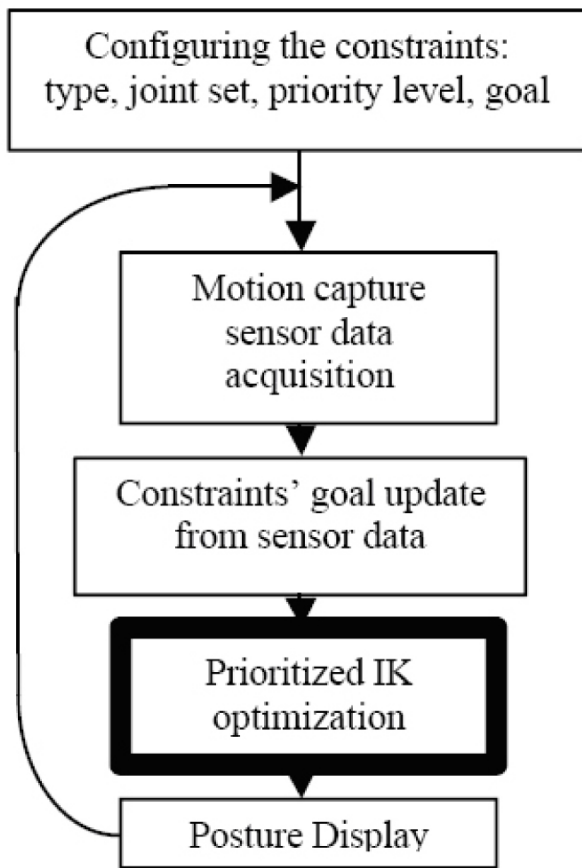 Configuring the constraints:
type, joint set, priority level, goal
Motion capture
sensor data
acquisition
Constraints’ goal update
from sensor data
Prioritized IK
optimization
Posture Display